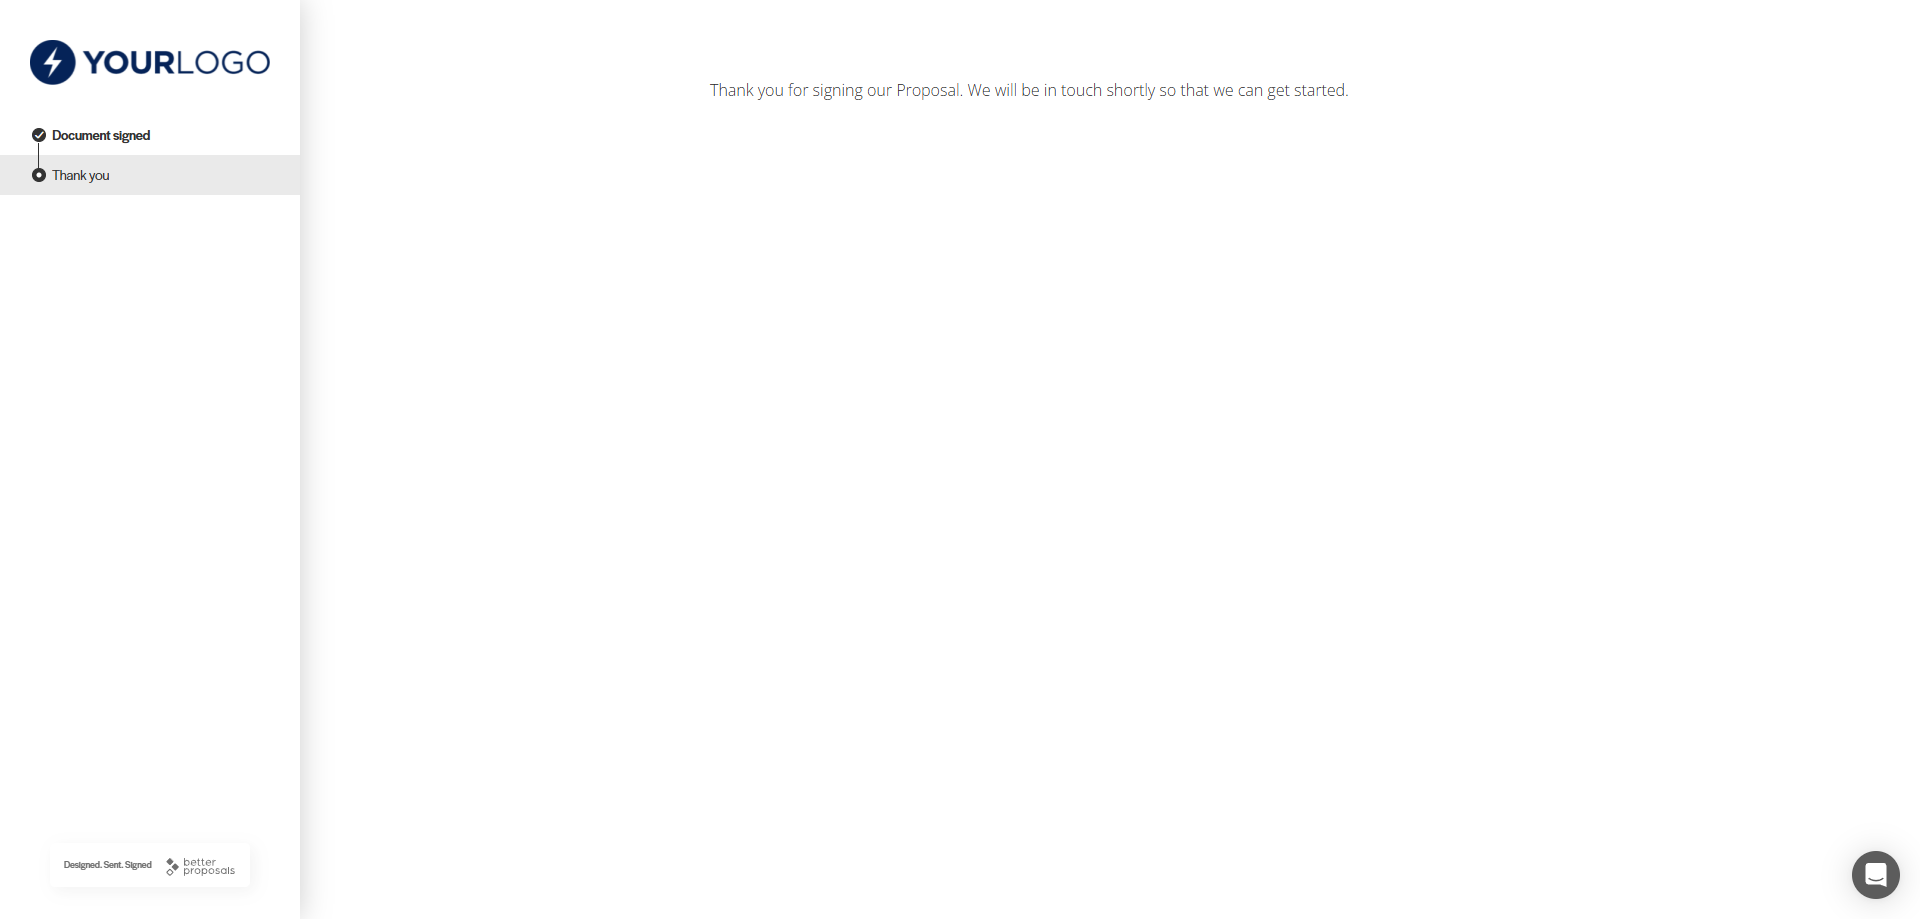 YOURLOGO
Document signed
Thank you
Thank you for signing our Proposal. We will be in touch shortly so that we can get started.
Designed. Sent. Signed
better
proposals